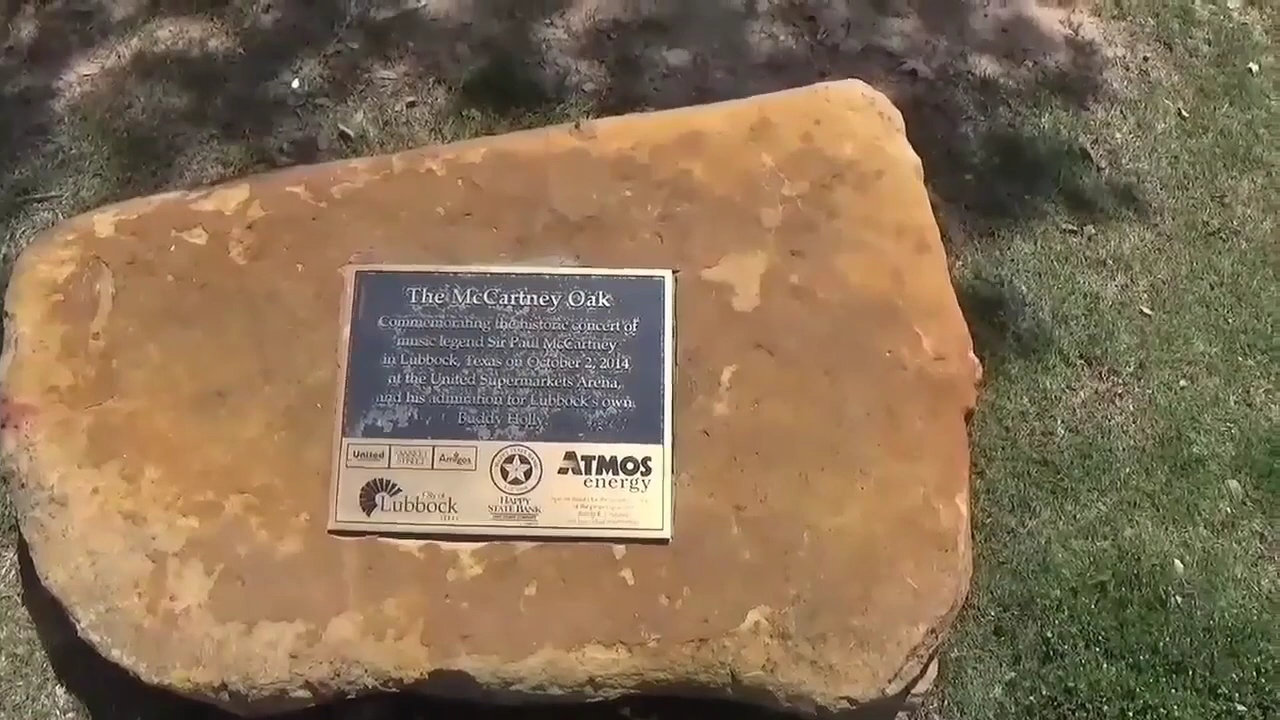 The McCartney Oak
Commemorating the historic concert of
music legend Sir Paul McCartney
in Lubbock, Texas on October 2, 2014
at the United Supermarkets Arena,
and his admiration for Lubbock's own
Buddy Holly
United
Market Street
Amigos
City of
Lubbock
Happy
State Bank
Atmos
energy